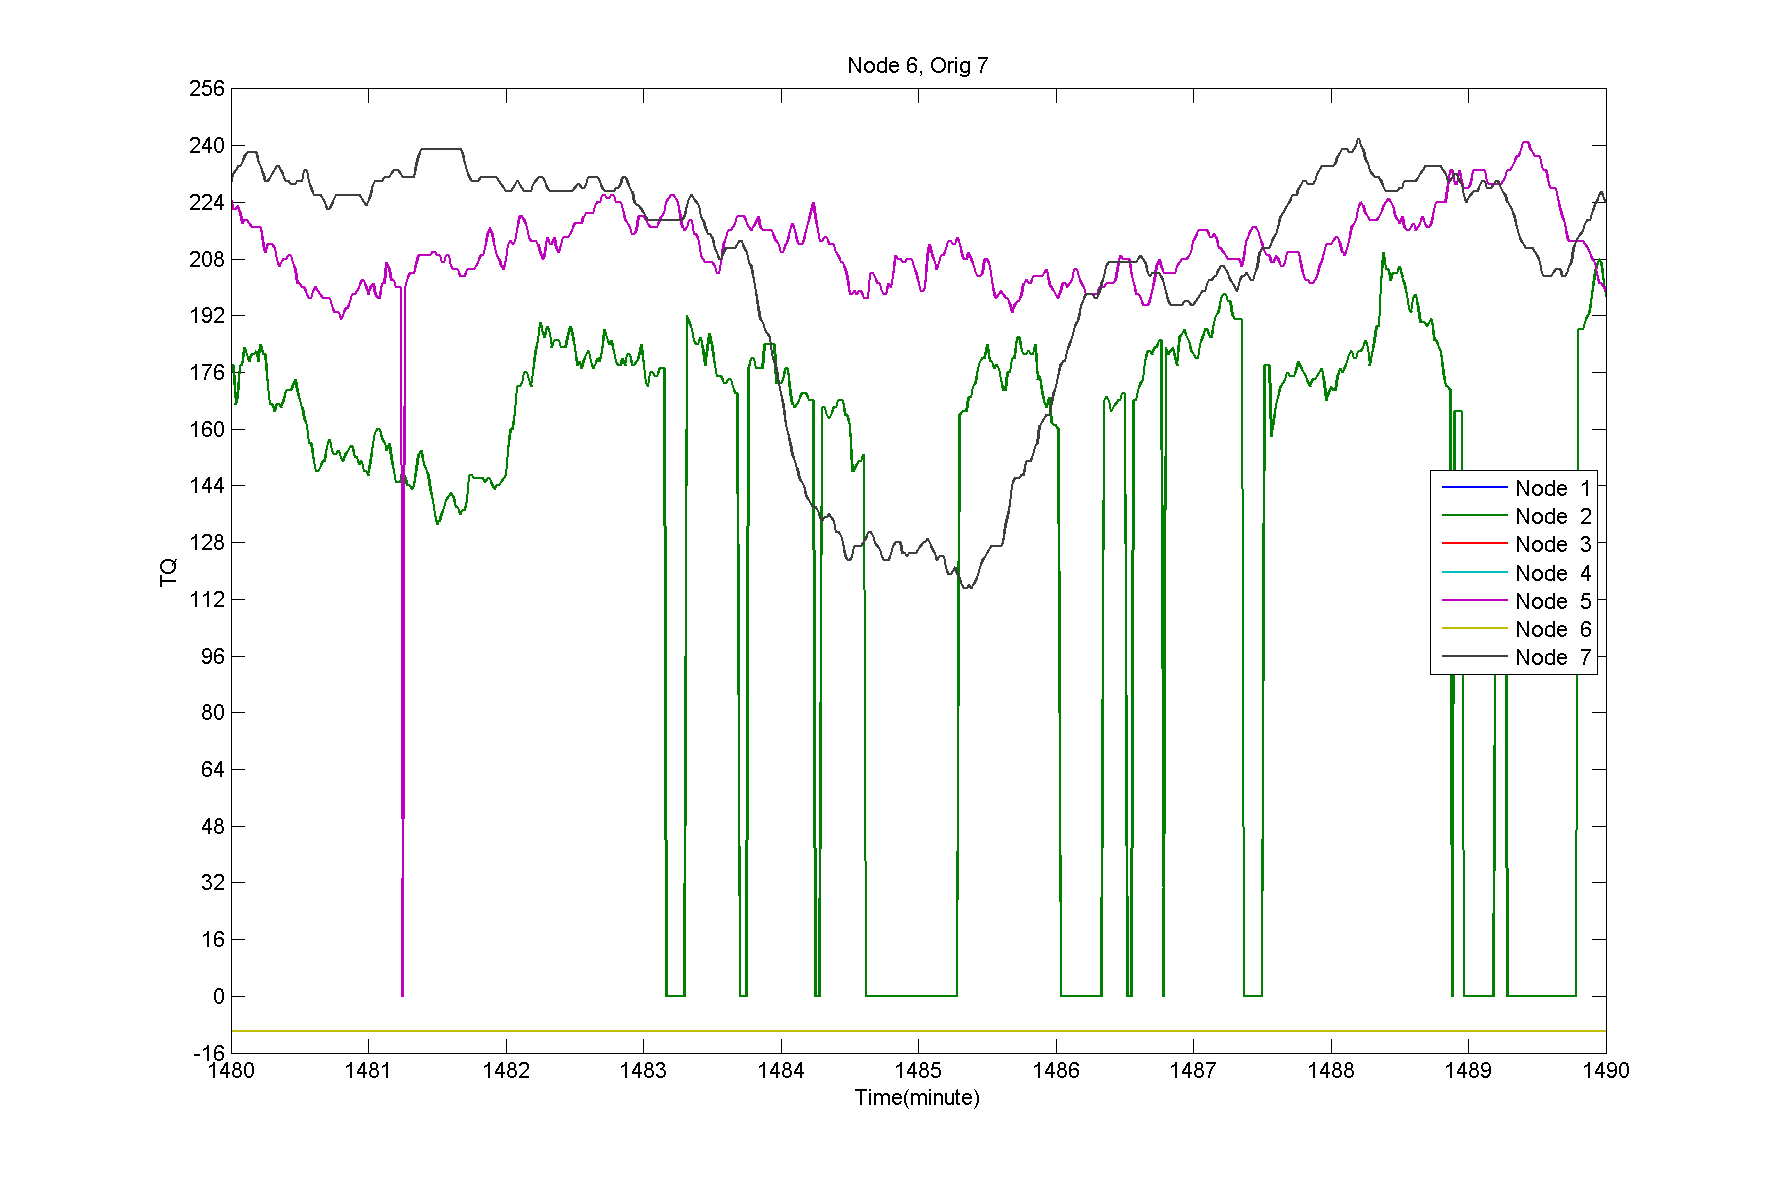 Node 6, Orig 7
256
240
224
208
192
176
160
144
128
112
96
80
64
48
32
16
0
-16
TQ
Node 1
Node 2
Node 3
Node 4
Node 5
Node 6
Node 7
1480 1481 1482 1483 1484 1485 1486 1487 1488 1489 1490
Time(minute)